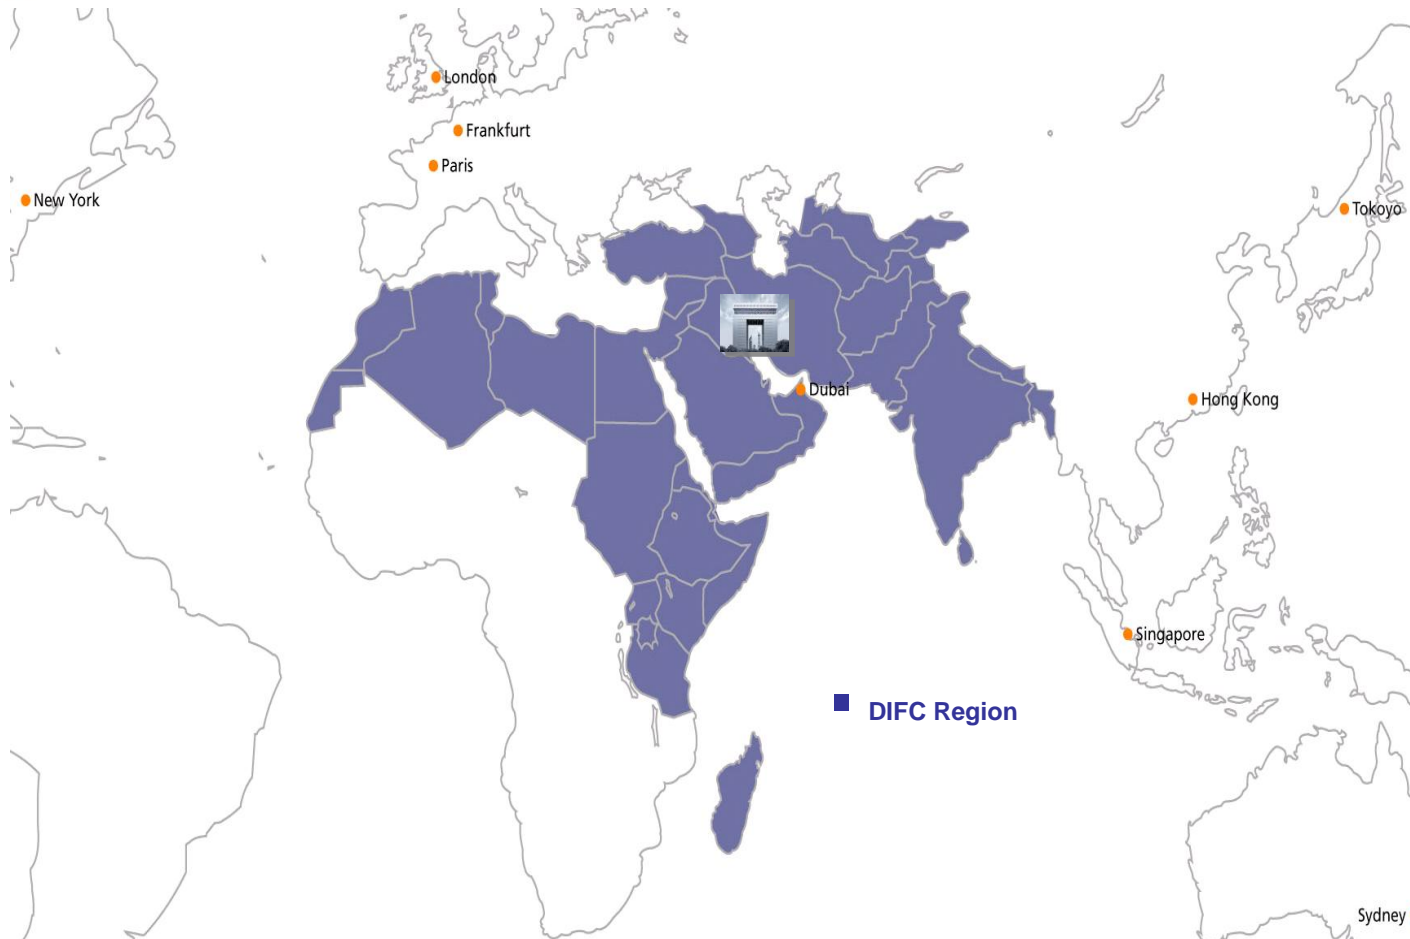 London
Frankfurt
Paris
New York
Tokoyo
Dubai
Hong Kong
Singapore
DIFC Region
Sydney